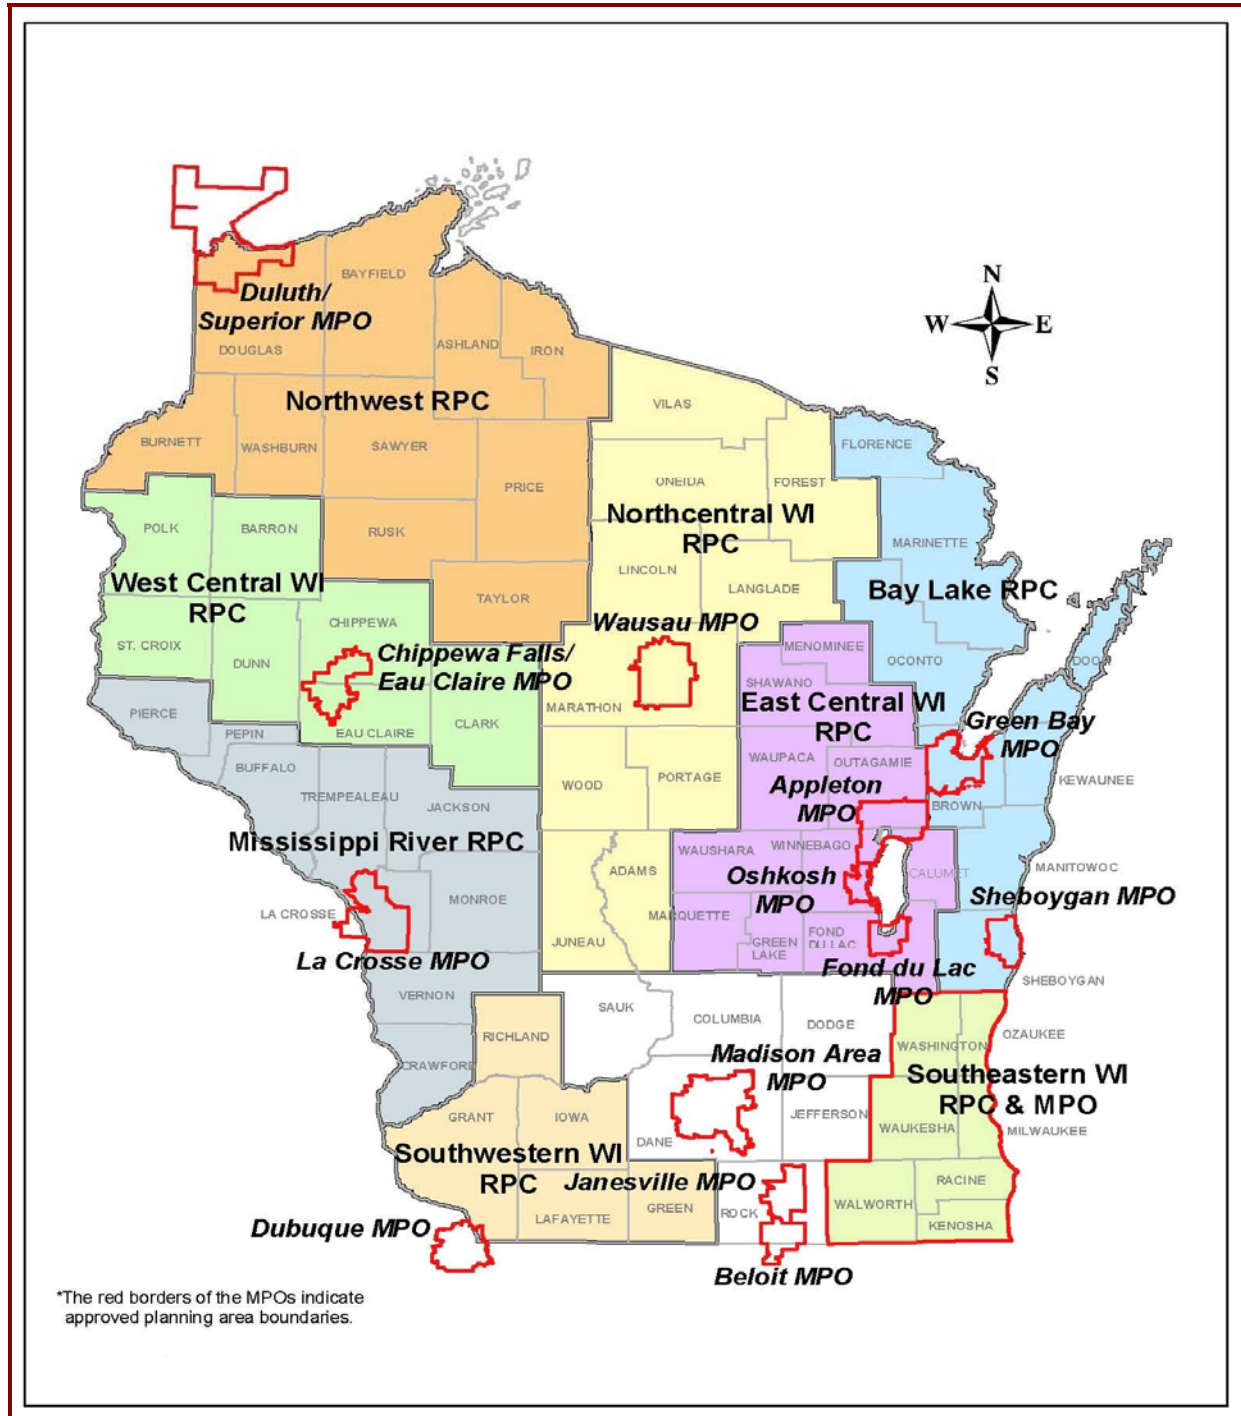 N
W E
S
BAYFIELD
Duluth/
Superior MPO
DOUGLAS
ASHLAND
IRON
Northwest RPC
VILAS
BURNETT
WASHBURN
SAWYER
FLORENCE
PRICE
ONEIDA
FOREST
POLK
BARRON
RUSK
Northcentral WI
RPC
MARINETTE
LINCOLN
LANGLADE
West Central WI
RPC
Bay Lake RPC
TAYLOR
CHIPPEWA
Wausau MPO
ST. CROIX
DUNN
Chippewa Falls/
Eau Claire MPO
MENOMINEE
OCONTO
DOOR
SHAWANO
East Central WI
RPC
PIERCE
MARATHON
PEPIN
EAU CLAIRE
CLARK
Green Bay
MPO
BUFFALO
WAUPACA
OUTAGAMIE
TREMPEALEAU
WOOD
PORTAGE
Appleton
MPO
KEWAUNEE
JACKSON
BROWN
Mississippi River RPC
WAUSHARA
WINNEBAGO
ADAMS
CALUMET
MANITOWOC
Oshkosh
MPO
Sheboygan MPO
LA CROSSE
MONROE
MARQUETTE
JUNEAU
GREEN
LAKE
FOND
DU LAC
La Crosse MPO
Fond du Lac
MPO
SHEBOYGAN
VERNON
SAUK
COLUMBIA
DODGE
RICHLAND
OZAUKEE
WASHINGTON
CRAWFORD
Madison Area
MPO
Southeastern WI
RPC & MPO
GRANT
IOWA
JEFFERSON
WAUKESHA
MILWAUKEE
DANE
Southwestern WI
RPC
Janesville MPO
RACINE
WALWORTH
LAFAYETTE
GREEN
ROCK
KENOSHA
Dubuque MPO
Beloit MPO
*The red borders of the MPOs indicate
approved planning area boundaries.